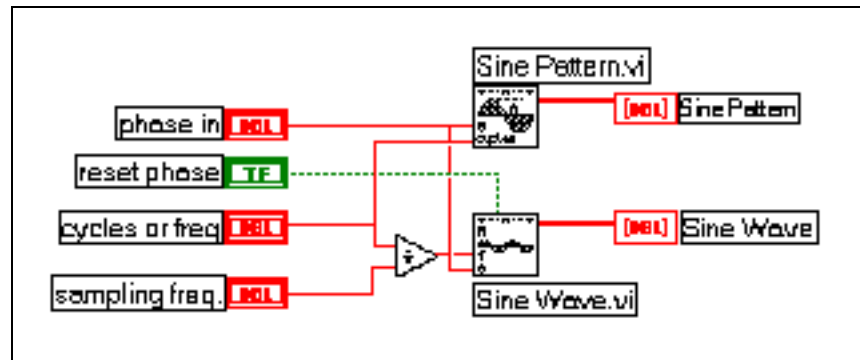 Sine Pattern.vi
phase in
DBL
[DBL]
Sine Pattern
reset phase
TF
cycles
cycles or freq
DBL
[DBL]
Sine Wave
sampling freq.
DBL
Sine Wave.vi